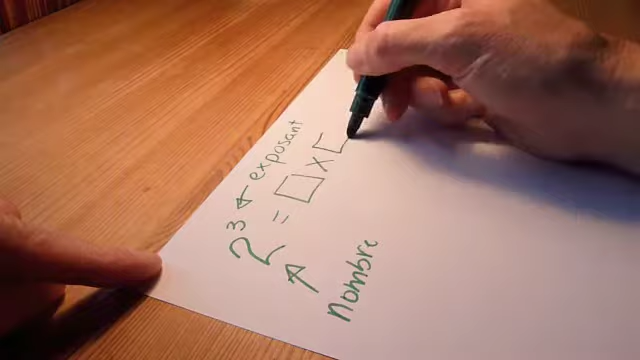 2³ ← exposant
= □ x
↑
nombre